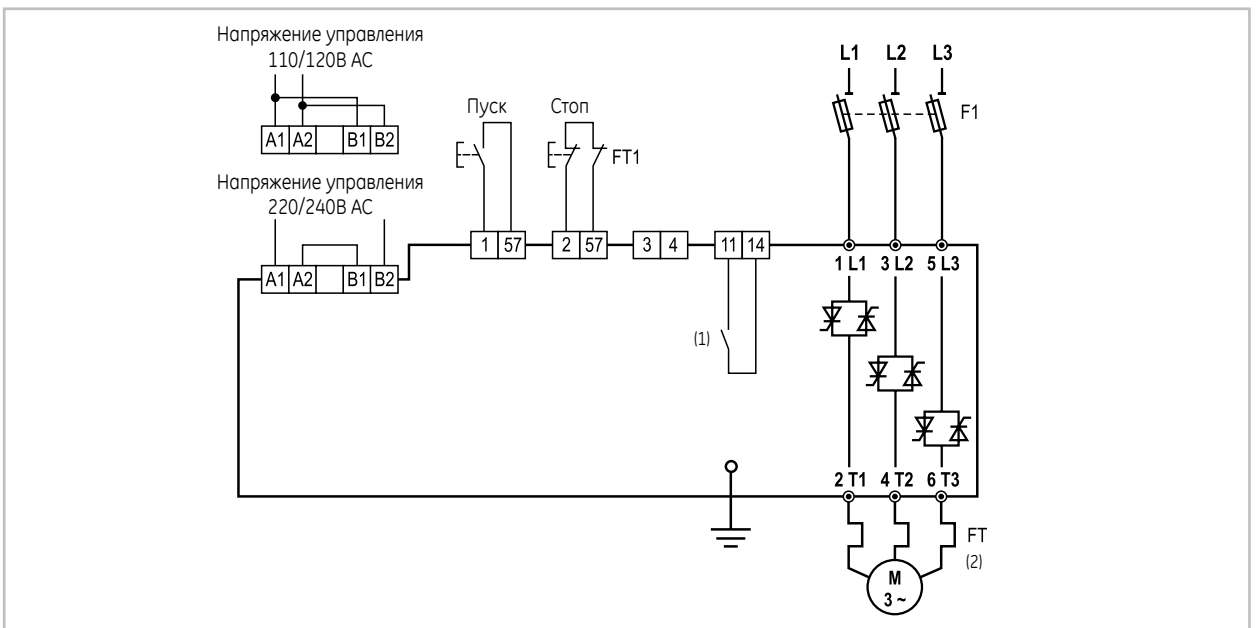 Напряжение управления
110/120В AC
A1 A2 B1 B2
Напряжение управления
220/240В AC
A1 A2 B1 B2
Пуск
Стоп
FT1
1 57
2 57
3 4
11 14
(1)
L1 L2 L3
F1
1 L1 3 L2 5 L3
2 T1 4 T2 6 T3
FT
(2)
M
3 ~